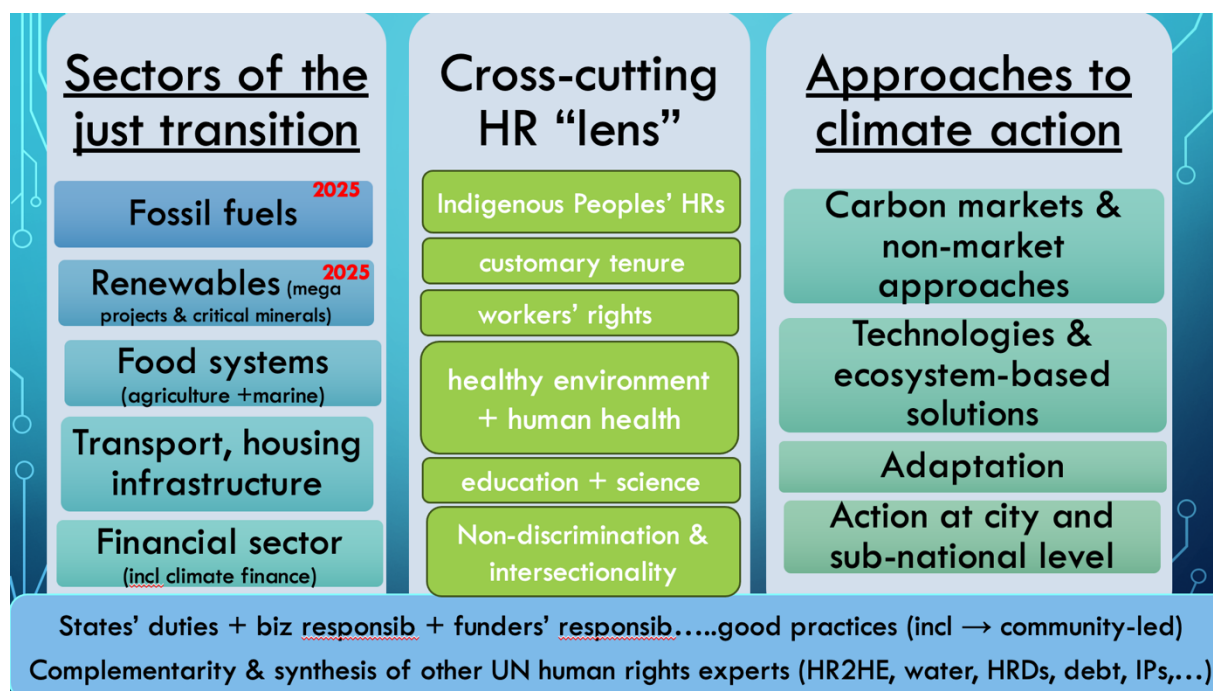 Sectors of the
just transition
2025
Fossil fuels
2025
Renewables (mega
projects & critical minerals)
Food systems
(agriculture +marine)
Transport, housing
infrastructure
Financial sector
(incl climate finance)
Cross-cutting
HR “lens”
Indigenous Peoples’ HRs
customary tenure
workers’ rights
healthy environment
+ human health
education + science
Non-discrimination &
intersectionality
Approaches to
climate action
Carbon markets &
non-market
approaches
Technologies &
ecosystem-based
solutions
Adaptation
Action at city and
sub-national level
States’ duties + biz responsib + funders’ responsib.....good practices (incl → community-led)
Complementarity & synthesis of other UN human rights experts (HR2HE, water, HRDs, debt, IPs,...)